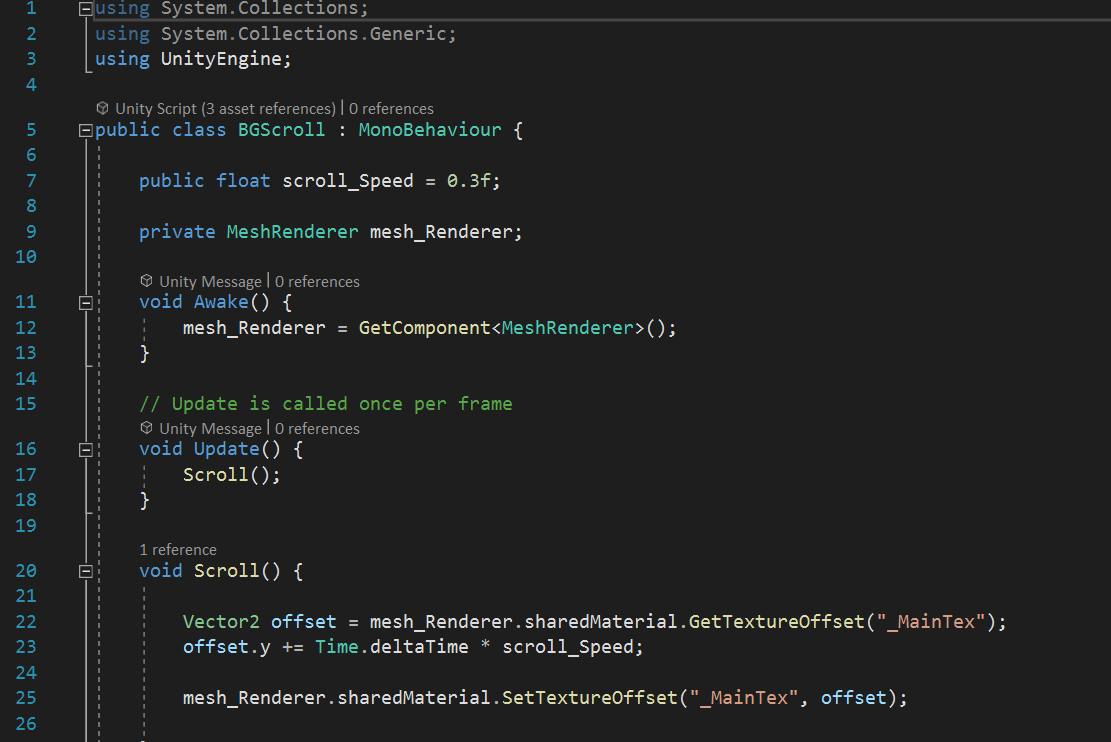 1 using System.Collections;
2 using System.Collections.Generic;
3 using UnityEngine;
4
Unity Script (3 asset references) | 0 references
5 public class BGScroll : MonoBehaviour {
6
7 public float scroll_Speed = 0.3f;
8
9 private MeshRenderer mesh_Renderer;
10
Unity Message | 0 references
11 void Awake() {
12 mesh_Renderer = GetComponent<MeshRenderer>();
13 }
14
15 // Update is called once per frame
Unity Message | 0 references
16 void Update() {
17 Scroll();
18 }
19
1 reference
20 void Scroll() {
21
22 Vector2 offset = mesh_Renderer.sharedMaterial.GetTextureOffset("_MainTex");
23 offset.y += Time.deltaTime * scroll_Speed;
24
25 mesh_Renderer.sharedMaterial.SetTextureOffset("_MainTex", offset);
26